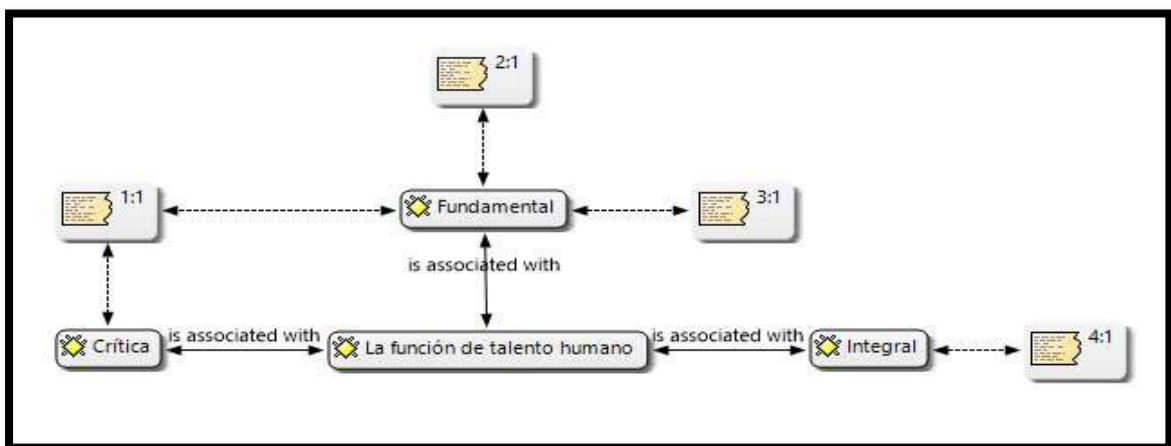 2:1
1:1
Fundamental
3:1
is associated with
Crítica
is associated with
La función de talento humano
is associated with
Integral
4:1